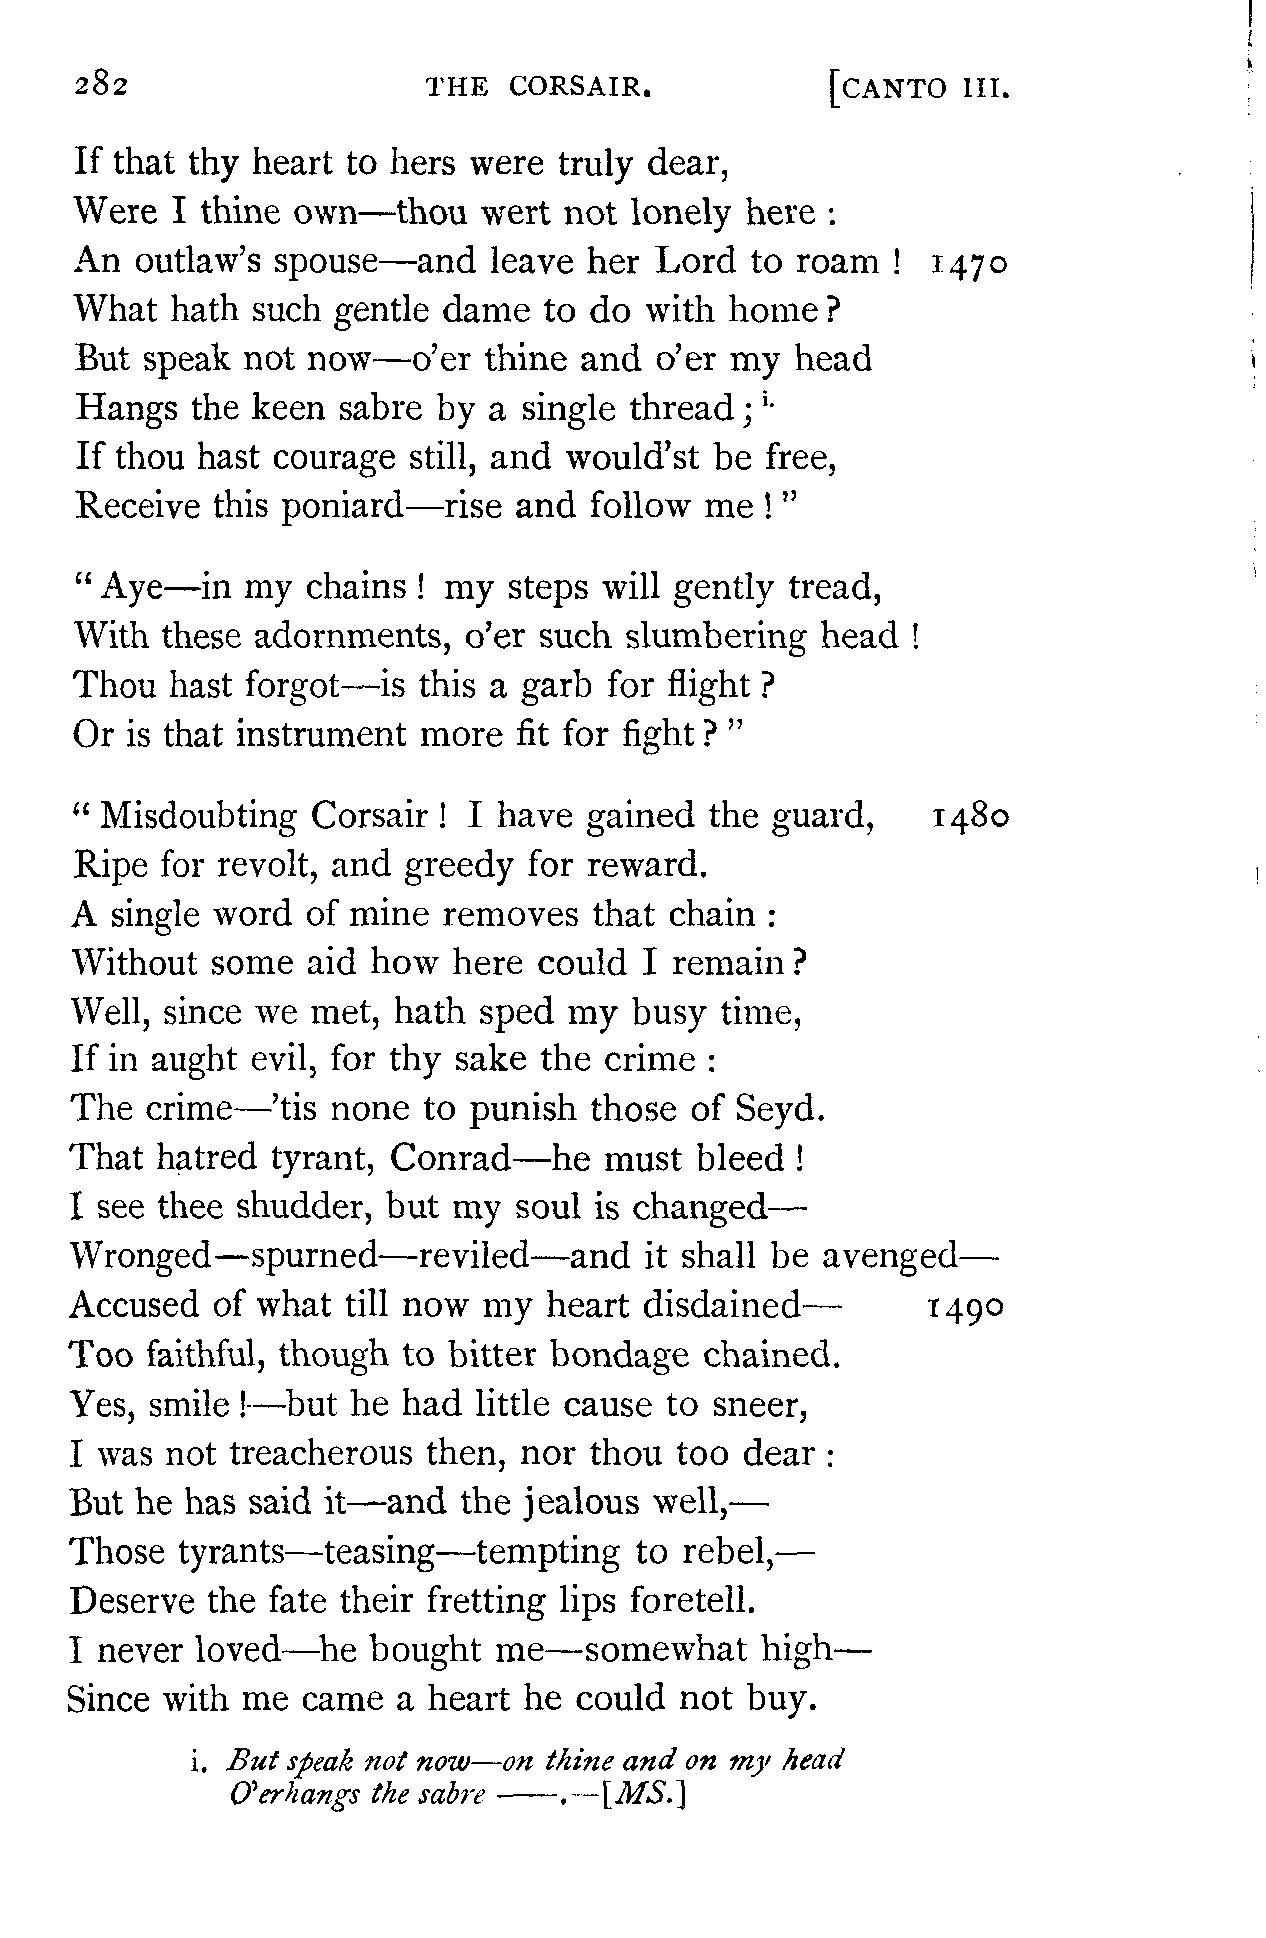 282 THE CORSAIR. [CANTO III.
If that thy heart to hers were truly dear,
Were I thine own—thou wert not lonely here :
An outlaw's spouse—and leave her Lord to roam ! 1470
What hath such gentle dame to do with home?
But speak not now—o'er thine and o'er my head
Hangs the keen sabre by a single thread ; i.
If thou hast courage still, and would'st be free,
Receive this poniard—rise and follow me ! ”
“ Aye—in my chains ! my steps will gently tread,
With these adornments, o'er such slumbering head !
Thou hast forgot—is this a garb for flight ?
Or is that instrument more fit for fight ? ”
“ Misdoubting Corsair ! I have gained the guard, 1480
Ripe for revolt, and greedy for reward.
A single word of mine removes that chain :
Without some aid how here could I remain ?
Well, since we met, hath sped my busy time,
If in aught evil, for thy sake the crime :
The crime—'tis none to punish those of Seyd.
That hatred tyrant, Conrad—he must bleed !
I see thee shudder, but my soul is changed—
Wronged—spurned—reviled—and it shall be avenged—
Accused of what till now my heart disdained— 1490
Too faithful, though to bitter bondage chained.
Yes, smile !—but he had little cause to sneer,
I was not treacherous then, nor thou too dear :
But he has said it—and the jealous well,—
Those tyrants—teasing—tempting to rebel,—
Deserve the fate their fretting lips foretell.
I never loved—he bought me—somewhat high—
Since with me came a heart he could not buy.
i. But speak not now—on thine and on my head
O'erhangs the sabre ——.—[MS.]